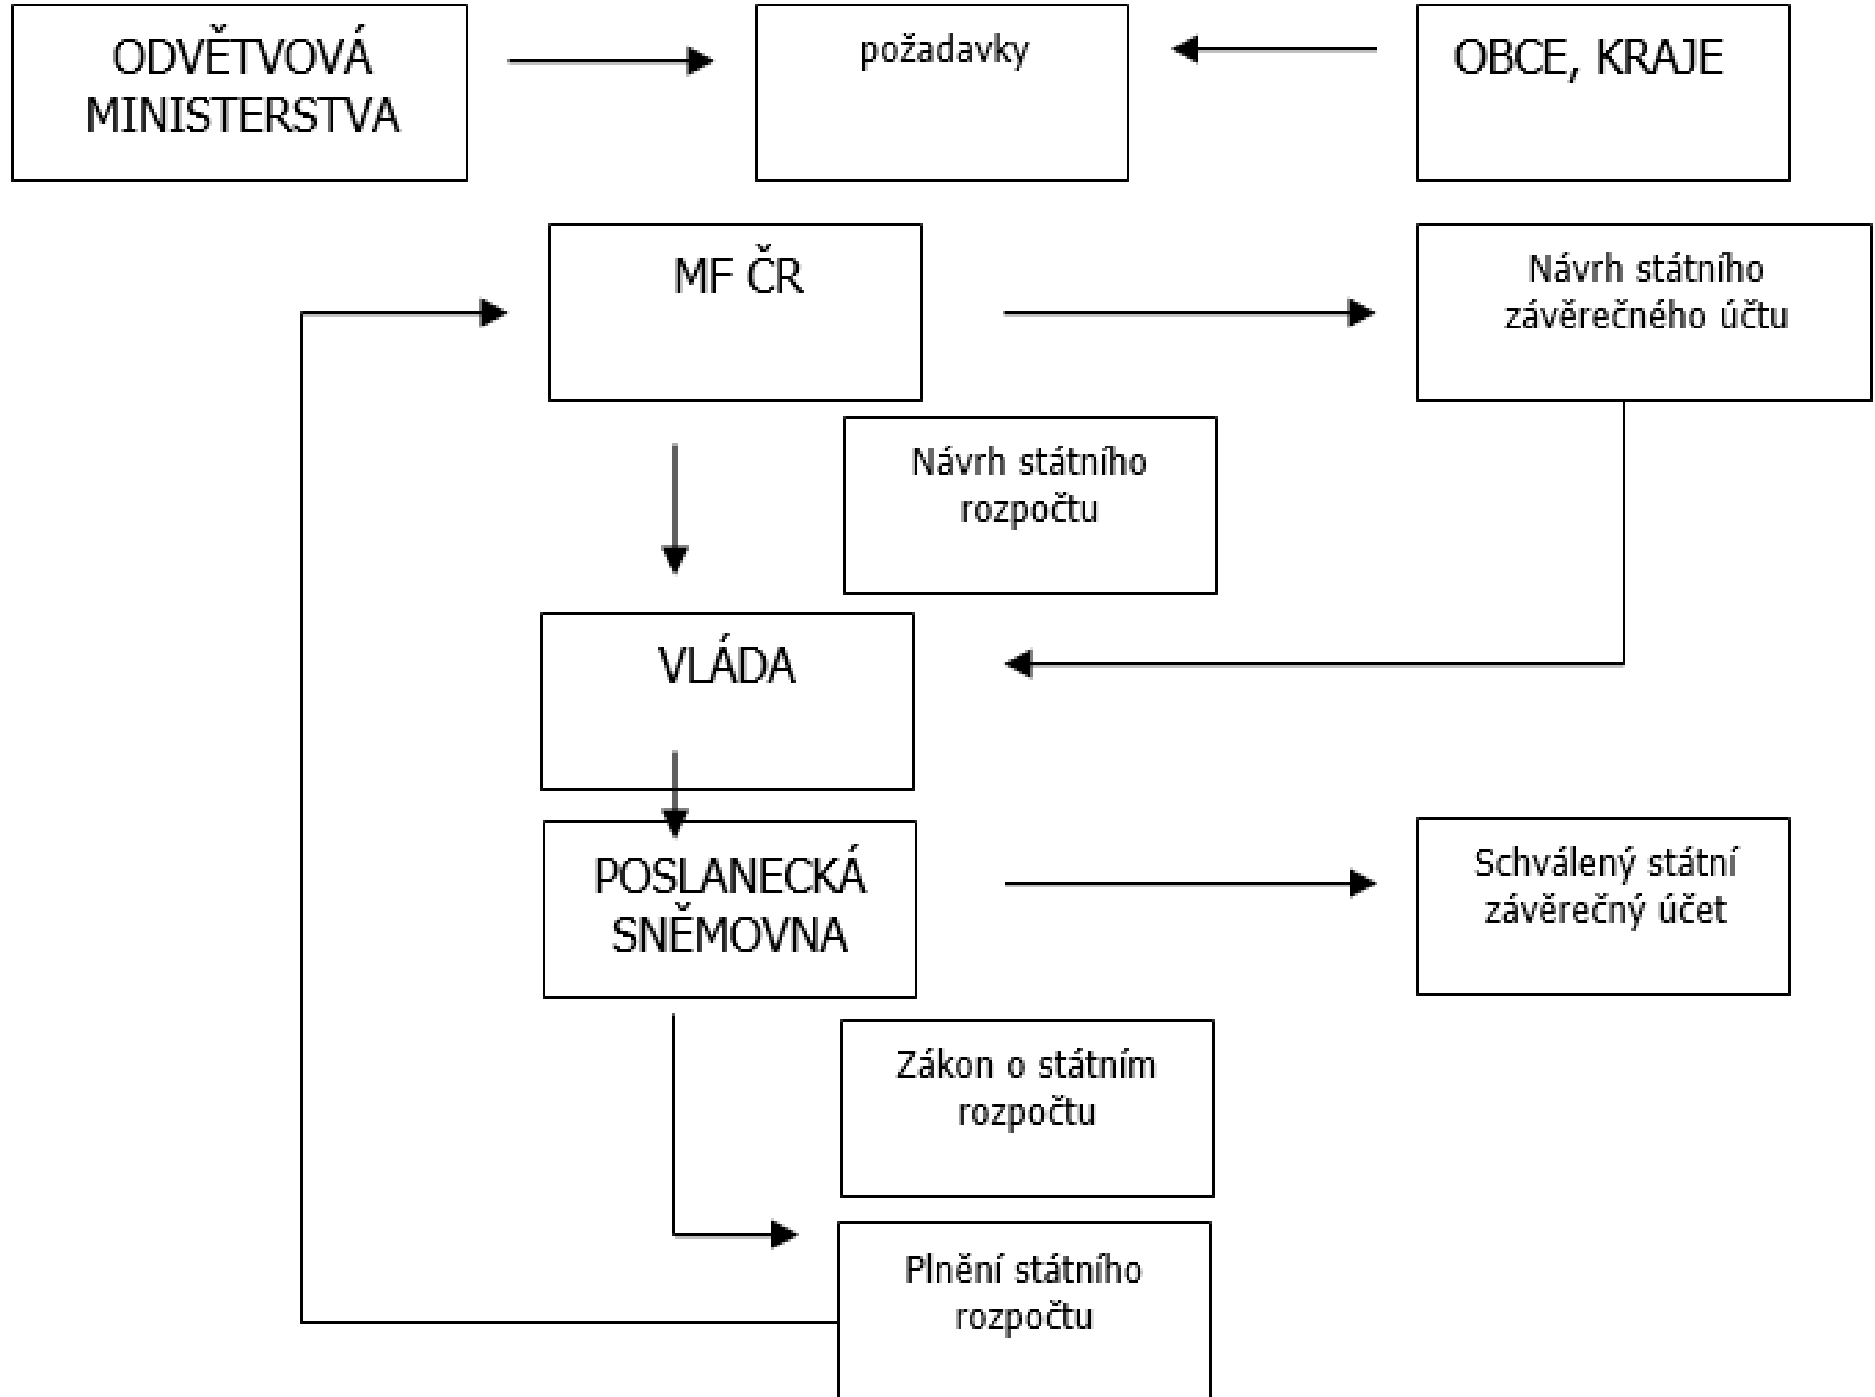 ODVĚTVOVÁ
MINISTERSTVA
požadavky
OBCE, KRAJE
MF ČR
Návrh státního
závěrečného účtu
Návrh státního
rozpočtu
VLÁDA
POSLANECKÁ
SNĚMOVNA
Schválený státní
závěrečný účet
Zákon o státním
rozpočtu
Plnění státního
rozpočtu